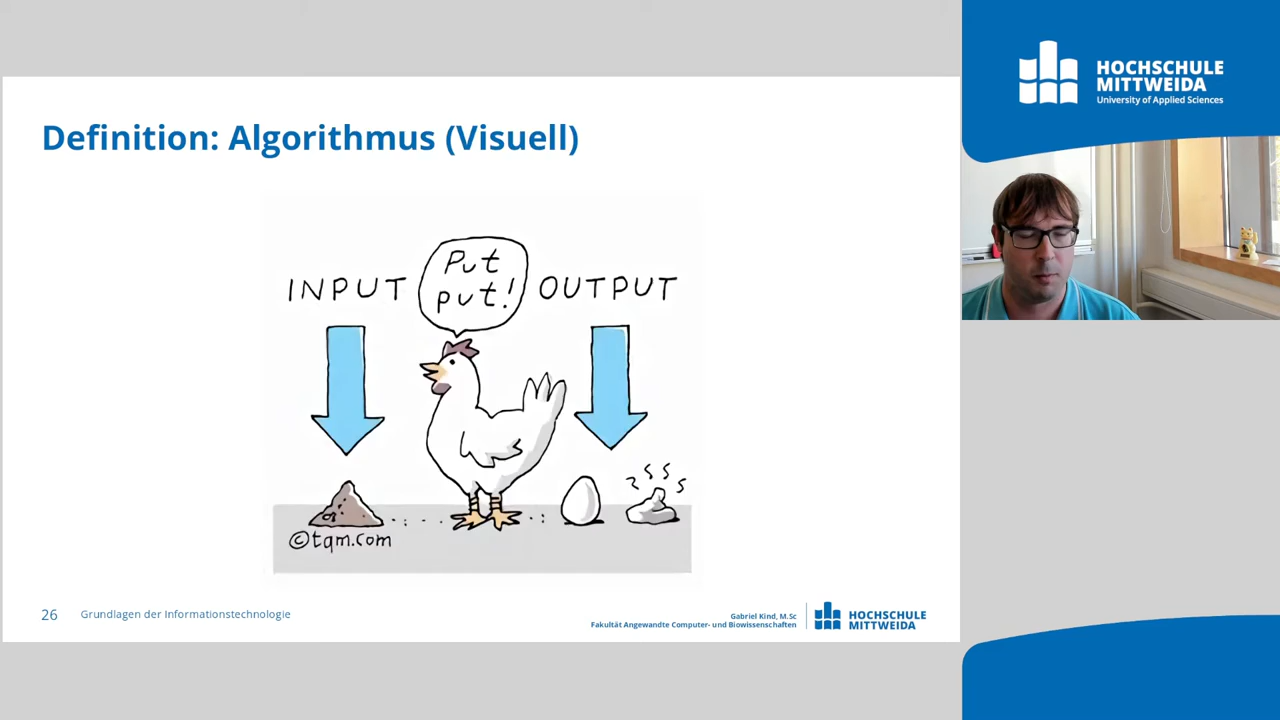 Definition: Algorithmus (Visuell)
INPUT
Put
put!
OUTPUT
©tqm.com
26
Grundlagen der Informationstechnologie
Gabriel Kind, M.Sc
Fakultät Angewandte Computer- und Biowissenschaften
HOCHSCHULE
MITTWEIDA
HOCHSCHULE
MITTWEIDA
University of Applied Sciences